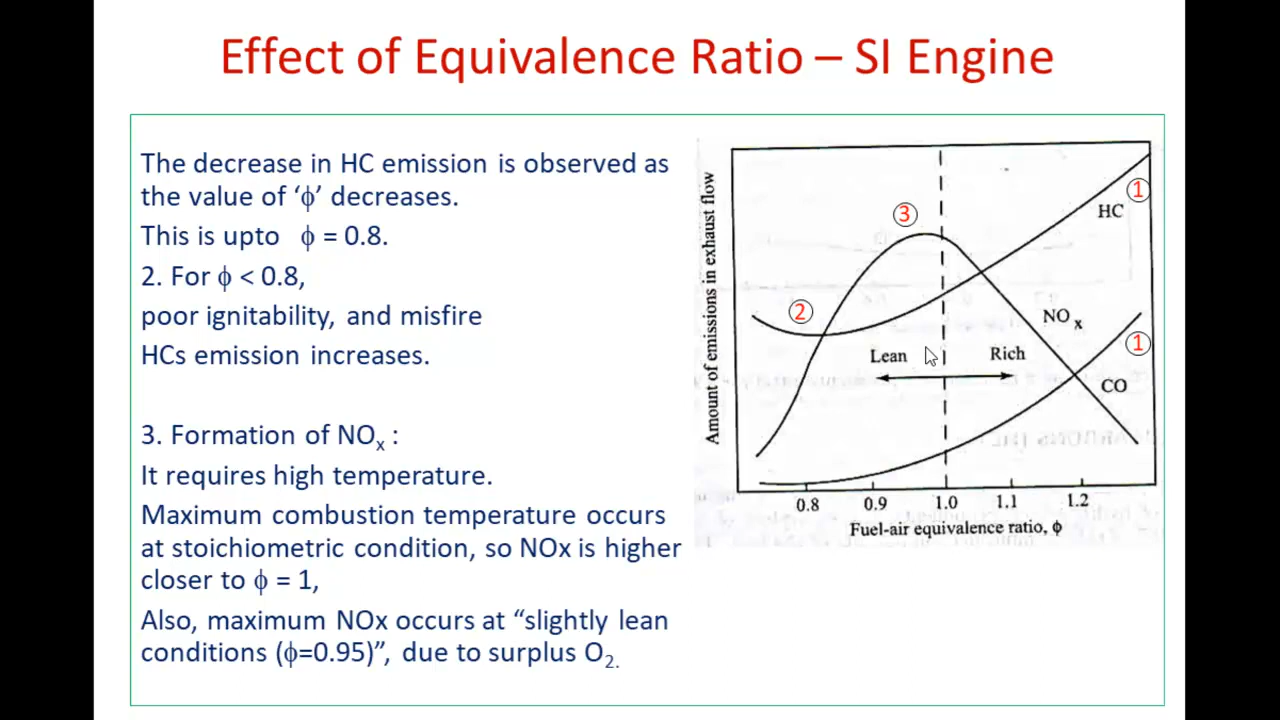 Effect of Equivalence Ratio – SI Engine
The decrease in HC emission is observed as
the value of ‘ϕ’ decreases.
This is upto ϕ = 0.8.
2. For ϕ < 0.8,
poor ignitability, and misfire
HCs emission increases.
3. Formation of NOx :
It requires high temperature.
Maximum combustion temperature occurs
at stoichiometric condition, so NOx is higher
closer to ϕ = 1,
Also, maximum NOx occurs at “slightly lean
conditions (ϕ=0.95)”, due to surplus O2.
Amount of emissions in exhaust flow
1
HC
3
2
NOx
1
Lean
Rich
CO
0.8 0.9 1.0 1.1 1.2
Fuel-air equivalence ratio, ϕ